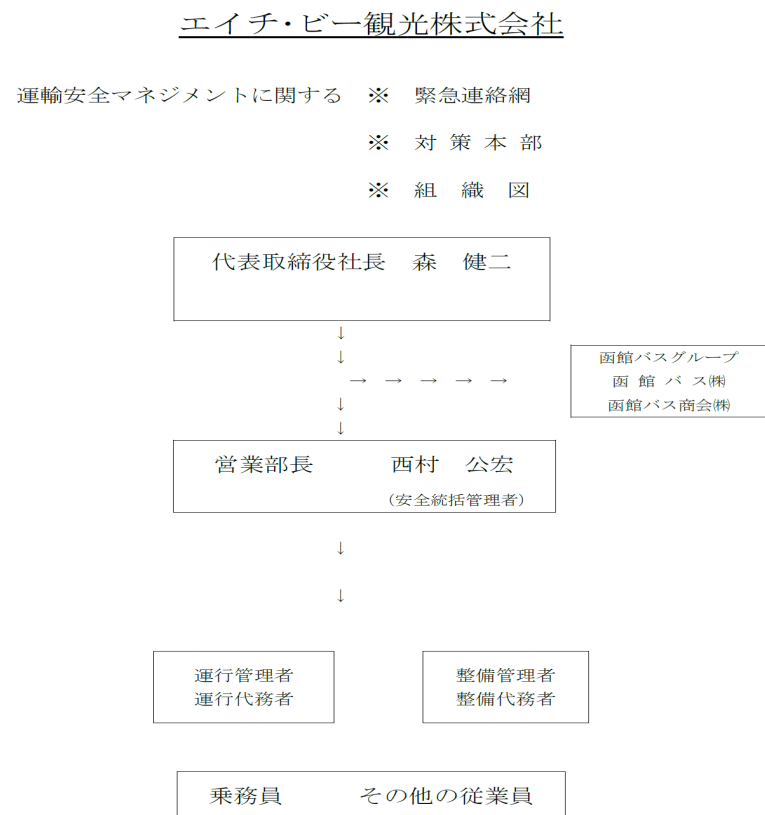 エイチ・ビー観光株式会社
運輸安全マネジメントに関する　※　緊急連絡網
※　対 策 本 部
※　組　織　図
代表取締役社長　森　健二
↓
↓
函館バスグループ
→　→　→　→　→　函 館 バ ス㈱
↓　函館バス商会㈱
↓
営業部長　西村　公宏
（安全統括管理者）
↓
↓
運行管理者　整備管理者
運行代務者　整備代務者
乗務員　その他の従業員